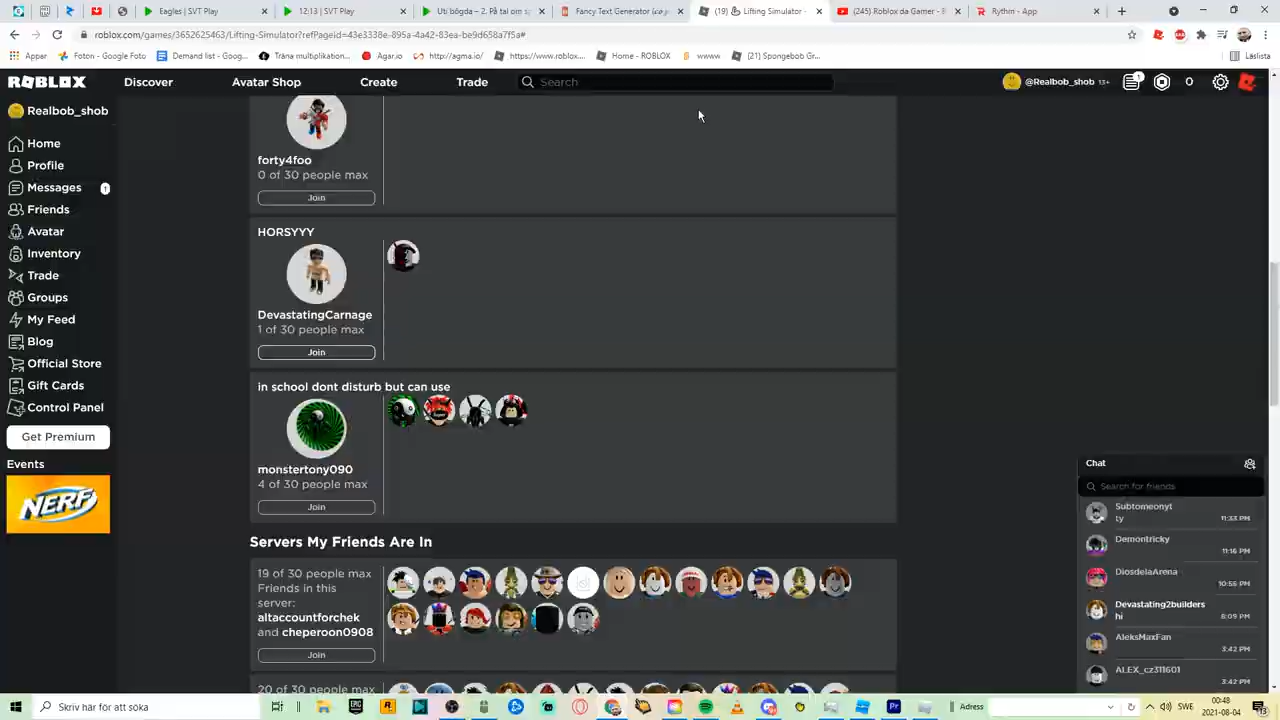 Eagles | SVT Play
12:13 | SVT Play
(19) Lifting Simulator -
(245) Roblox da Gamer - R
Rythm - App
roblox.com/games/3652625463/Lifting-Simulator?refPageid=43e3338e-895a-4a42-83ea-be9d658a7f5a#
Appar
Foton - Google Foto
Demand list - Goog...
Träna multiplikation...
Agar.io
http://agma.io/
https://www.roblox....
Home - ROBLOX
(21) Spongebob Gr...
Läslista
ROBLOX
Discover
Avatar Shop
Create
Trade
Search
@Realbob_shob 13+
1
0
Realbob_shob
Home
Profile
Messages 1
Friends
Avatar
Inventory
Trade
Groups
My Feed
Blog
Official Store
Gift Cards
Control Panel
Get Premium
Events
NERF
forty4foo
0 of 30 people max
Join
HORSYYY
DevastatingCarnage
1 of 30 people max
Join
in school dont disturb but can use
monstertony090
4 of 30 people max
Join
Servers My Friends Are In
19 of 30 people max
Friends in this
server:
altaccountforchek
and cheperoon0908
Join
20 of 30 people max
Chat
Search for friends
Subtomeonyt
ty 11:33 PM
Demontricky
11:16 PM
DiosdelaArena
10:55 PM
Devastating2builders
hi 6:09 PM
AleksMaxFan
3:42 PM
ALEX_cz311601
3:42 PM
Skriv här för att söka
Adress
SWE
00:48
2021-08-04